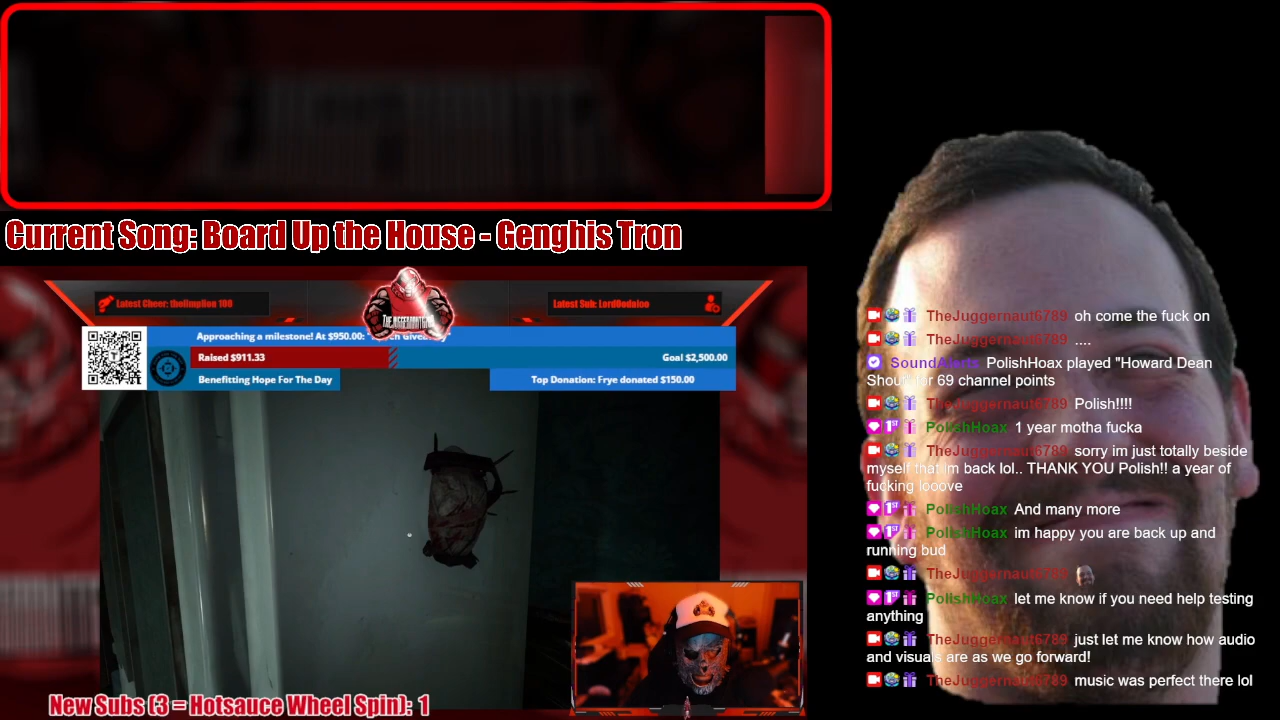 Current Song: Board Up the House - Genghis Tron
Latest Cheer: thelimplion 100
Latest Sub: LordOodaloo
Approaching a milestone! At $950.00:
Raised $911.33
Goal $2,500.00
Benefitting Hope For The Day
Top Donation: Frye donated $150.00
New Subs (3 = Hotsauce Wheel Spin): 1
TheJuggernaut6789 oh come the fuck on
TheJuggernaut6789 ....
SoundAlerts PolishHoax played "Howard Dean
Shout" for 69 channel points
TheJuggernaut6789 Polish!!!!
PolishHoax 1 year motha fucka
TheJuggernaut6789 sorry im just totally beside
myself that im back lol.. THANK YOU Polish!! a year of
fucking looove
PolishHoax And many more
PolishHoax im happy you are back up and
running bud
TheJuggernaut6789
PolishHoax let me know if you need help testing
anything
TheJuggernaut6789 just let me know how audio
and visuals are as we go forward!
TheJuggernaut6789 music was perfect there lol